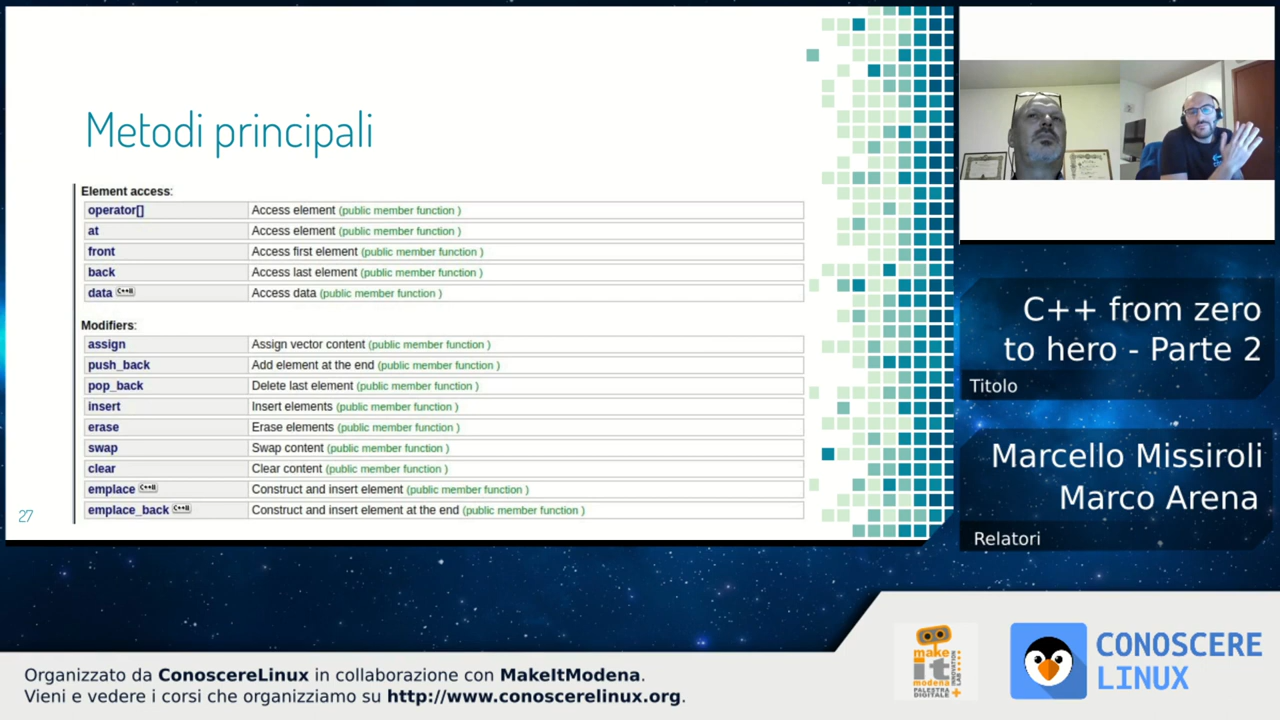 Metodi principali
Element access:
operator[] Access element (public member function )
at Access element (public member function )
front Access first element (public member function )
back Access last element (public member function )
data C++11 Access data (public member function )
Modifiers:
assign Assign vector content (public member function )
push_back Add element at the end (public member function )
pop_back Delete last element (public member function )
insert Insert elements (public member function )
erase Erase elements (public member function )
swap Swap content (public member function )
clear Clear content (public member function )
emplace C++11 Construct and insert element (public member function )
emplace_back C++11 Construct and insert element at the end (public member function )
27
C++ from zero
to hero - Parte 2
Titolo
Marcello Missiroli
Marco Arena
Relatori
make
it
modena
PALESTRA
DIGITALE
INNOVATION
LAB
CONOSCERE
LINUX
Organizzato da ConoscereLinux in collaborazione con MakeItModena.
Vieni e vedere i corsi che organizziamo su http://www.conoscerelinux.org.